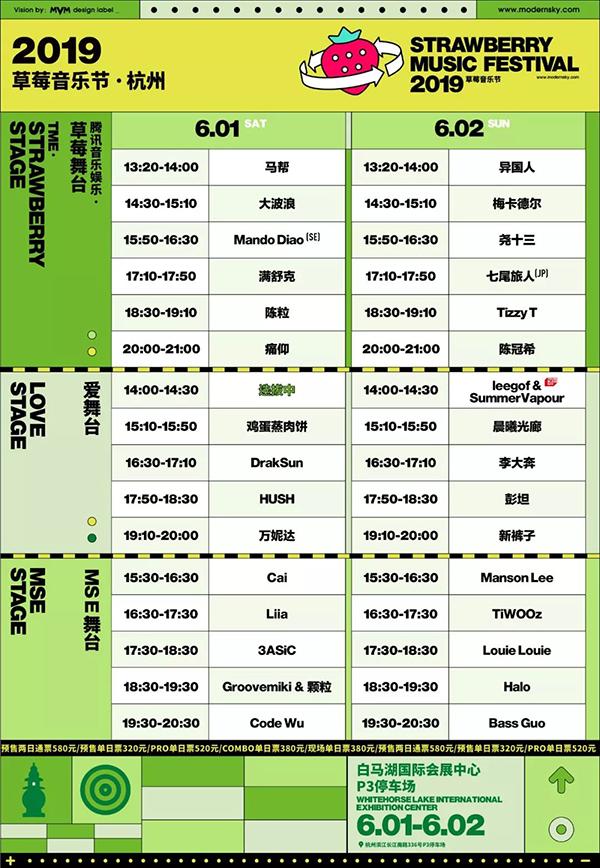 Vision by: MVM design label_
www.modernsky.com
2019
草莓音乐节·杭州
STRAWBERRY
MUSIC FESTIVAL
2019 草莓音乐节
www.modernsky.com
腾讯音乐娱乐·
草莓舞台
TME·
STRAWBERRY
STAGE
6.01 SAT
6.02 SUN
13:20-14:00 马帮 13:20-14:00 异国人
14:30-15:10 大波浪 14:30-15:10 梅卡德尔
15:50-16:30 Mando Diao (SE) 15:50-16:30 尧十三
17:10-17:50 满舒克 17:10-17:50 七尾旅人(JP)
18:30-19:10 陈粒 18:30-19:10 Tizzy T
20:00-21:00 痛仰 20:00-21:00 陈冠希
LOVE
STAGE
爱舞台
14:00-14:30 选拔中 14:00-14:30 leegof &
SummerVapour
15:10-15:50 鸡蛋蒸肉饼 15:10-15:50 晨曦光廊
16:30-17:10 DrakSun 16:30-17:10 李大奔
17:50-18:30 HUSH 17:50-18:30 彭坦
19:10-20:00 万妮达 19:10-20:00 新裤子
MSE
STAGE
MSE舞台
15:30-16:30 Cai 15:30-16:30 Manson Lee
16:30-17:30 Liia 16:30-17:30 TiWOOz
17:30-18:30 3ASiC 17:30-18:30 Louie Louie
18:30-19:30 Groovemiki & 颗粒 18:30-19:30 Halo
19:30-20:30 Code Wu 19:30-20:30 Bass Guo
预售两日通票580元/预售单日票320元/PRO单日票520元/COMBO单日票380元/现场单日票380元/预售两日通票580元/预售单日票320元/PRO单日票520元
白马湖国际会展中心
P3停车场
WHITEHORSE LAKE INTERNATIONAL
EXHIBITION CENTER
6.01-6.02
杭州滨江长江南路336号P3停车场